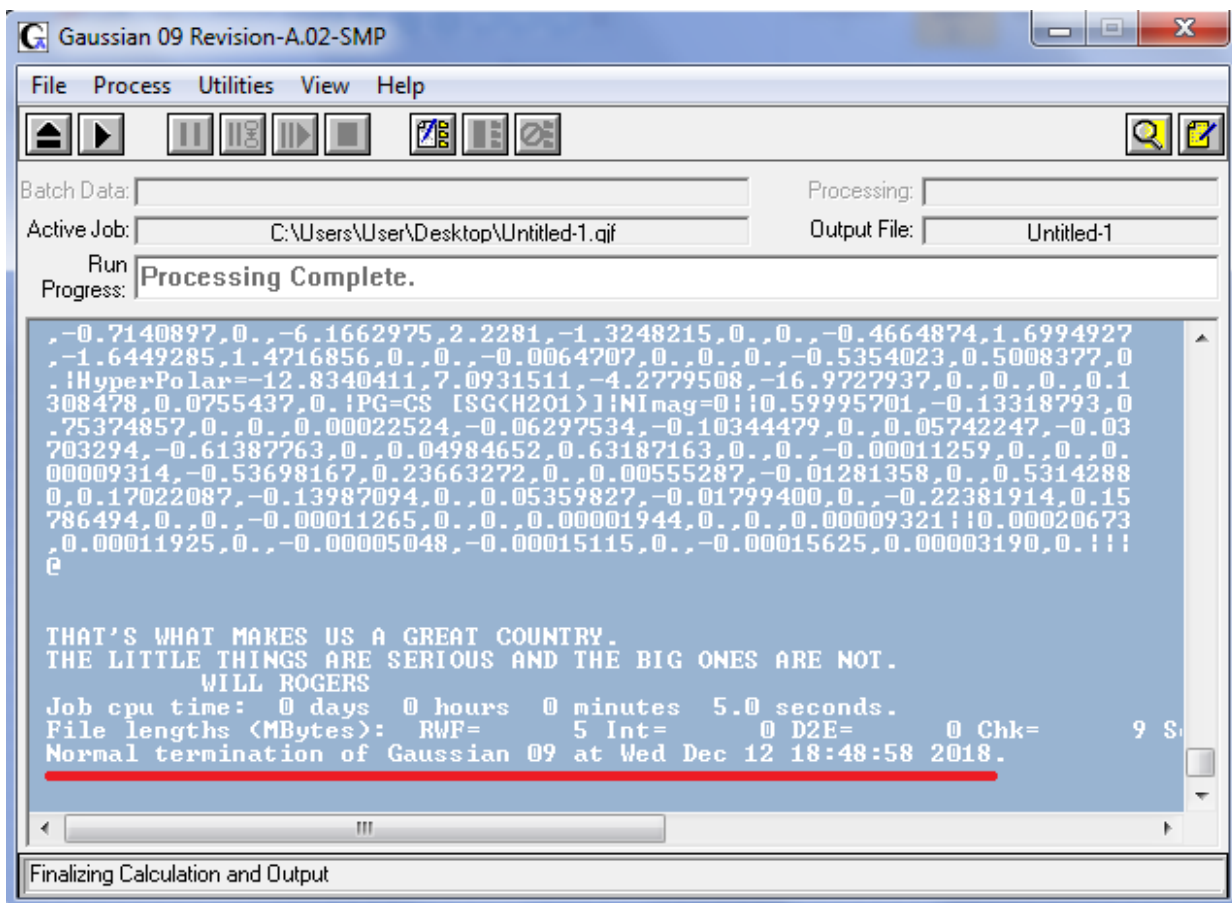 Gaussian 09 Revision-A.02-SMP
File Process Utilities View Help
Batch Data:
Processing:
Active Job: C:\Users\User\Desktop\Untitled-1.gjf
Output File: Untitled-1
Run Progress: Processing Complete.
,-0.7140897,0.,-6.1662975,2.2281,-1.3248215,0.,0.,-0.4664874,1.6994927
,-1.6449285,1.4716856,0.,0.,-0.0064707,0.,0.,0.,-0.5354023,0.5008377,0
.¦HyperPolar=-12.8340411,7.0931511,-4.2779508,-16.9727937,0.,0.,0.,0.1
308478,0.0755437,0.¦PG=CS [SG(H2O1)]¦NImag=0¦¦0.59995701,-0.13318793,0
.75374857,0.,0.,0.00022524,-0.06297534,-0.10344479,0.,0.05742247,-0.03
703294,-0.61387763,0.,0.04984652,0.63187163,0.,0.,-0.00011259,0.,0.,0.
00009314,-0.53698167,0.23663272,0.,0.00555287,-0.01281358,0.,0.5314288
0,0.17022087,-0.13987094,0.,0.05359827,-0.01799400,0.,-0.22381914,0.15
786494,0.,0.,-0.00011265,0.,0.,0.00001944,0.,0.,0.00009321¦¦0.00020673
,0.00011925,0.,-0.00005048,-0.00015115,0.,-0.00015625,0.00003190,0.¦¦¦
@
THAT'S WHAT MAKES US A GREAT COUNTRY.
THE LITTLE THINGS ARE SERIOUS AND THE BIG ONES ARE NOT.
WILL ROGERS
Job cpu time: 0 days 0 hours 0 minutes 5.0 seconds.
File lengths (MBytes): RWF= 5 Int= 0 D2E= 0 Chk= 9
Normal termination of Gaussian 09 at Wed Dec 12 18:48:58 2018.
Finalizing Calculation and Output